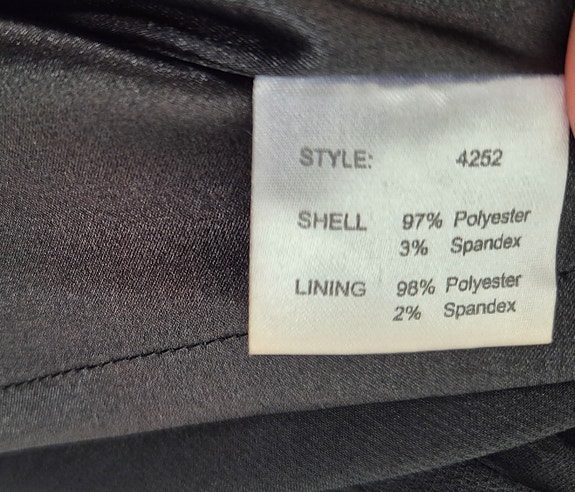 STYLE: 4252
SHELL 97% Polyester
3% Spandex
LINING 98% Polyester
2% Spandex